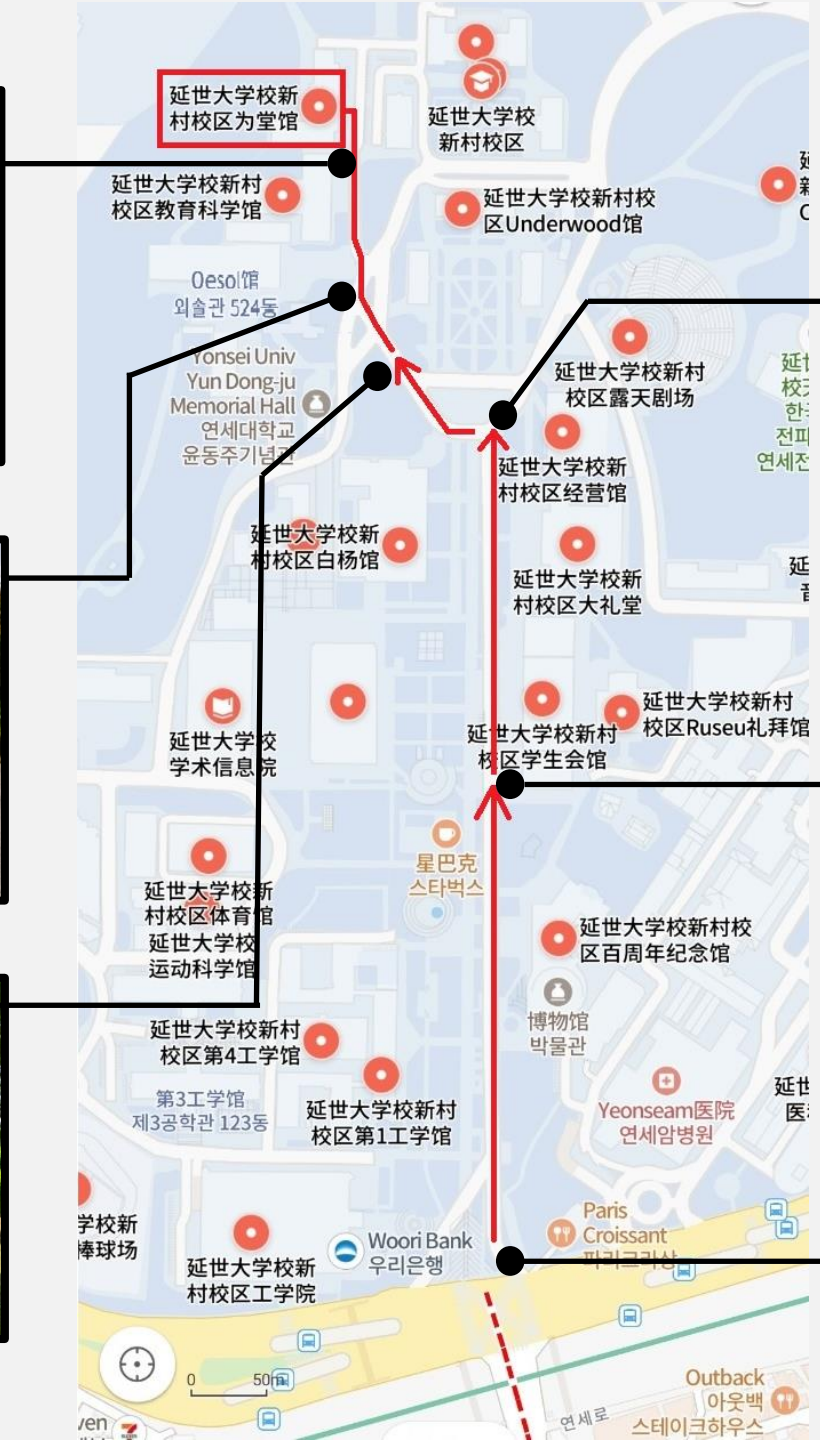 延世大学校新
村校区为堂馆
延世大学校
新村校区
延世大学校新村
校区教育科学馆
延世大学校新村校
区Underwood馆
Oesol馆
외솔관 524동
Yonsei Univ
Yun Dong-ju
Memorial Hall
연세대학교
윤동주기념관
延世大学校新村
校区露天剧场
延世大学校新
村校区经营馆
연세전
延世大学校新
村校区白杨馆
延世大学校新
村校区大礼堂
延世大学校
学术信息院
延世大学校新村
校区学生会馆
延世大学校新村
校区Ruseu礼拜馆
星巴克
스타벅스
延世大学校新
村校区体育馆
延世大学校
运动科学馆
延世大学校新村校
区百周年纪念馆
博物馆
박물관
延世大学校新村
校区第4工学馆
第3工学馆
제3공학관 123동
延世大学校新村
校区第1工学馆
Yeonseam医院
연세암병원
学校新
棒球场
延世大学校新
村校区工学院
Woori Bank
우리은행
Paris
Croissant
파리크라상
0 50m
연세로
Outback
아웃백
스테이크하우스
ven
7